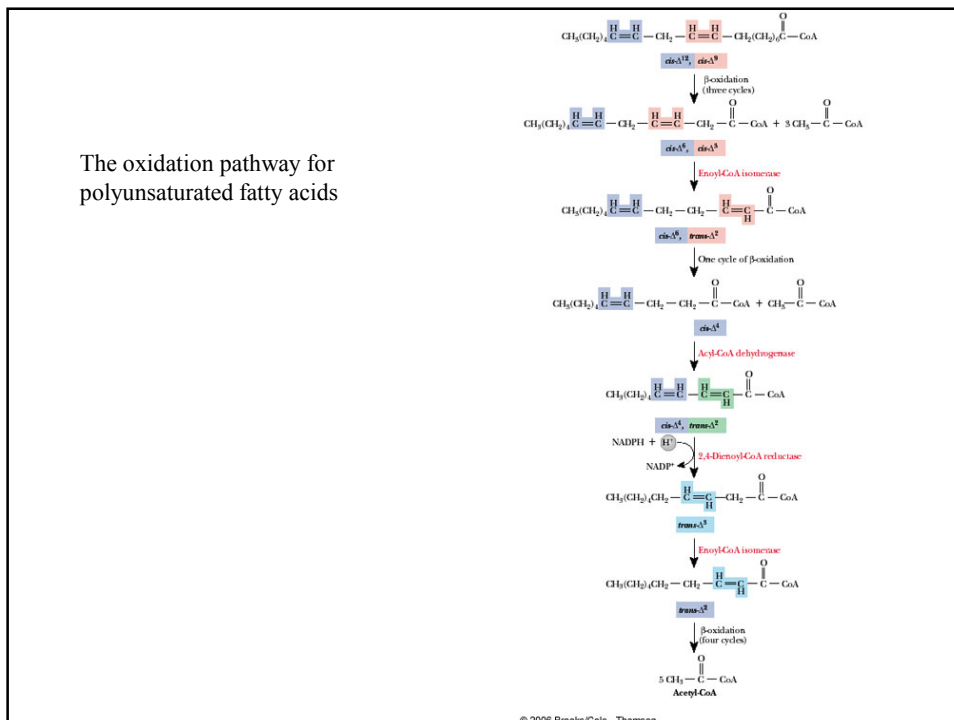 The oxidation pathway for
polyunsaturated fatty acids
O
H H H H
CH₃(CH₂)₄C=C—CH₂—C=C—CH₂(CH₂)₆C—CoA
cis-Δ¹², cis-Δ⁹
β-oxidation
(three cycles)
H H H H O O
CH₃(CH₂)₄C=C—CH₂—C=C—CH₂—C—CoA + 3 CH₃—C—CoA
cis-Δ⁶, cis-Δ³
Enoyl-CoA isomerase
H H H O
CH₃(CH₂)₄C=C—CH₂—CH₂—C=C—C—CoA
H
cis-Δ⁶, trans-Δ²
One cycle of β-oxidation
H H O O
CH₃(CH₂)₄C=C—CH₂—CH₂—C—CoA + CH₃—C—CoA
cis-Δ⁴
Acyl-CoA dehydrogenase
H H H O
CH₃(CH₂)₄C=C—C=C—C—CoA
H
cis-Δ⁴, trans-Δ²
NADPH + H⁺
2,4-Dienoyl-CoA reductase
NADP⁺
H O
CH₃(CH₂)₄CH₂—C=C—CH₂—C—CoA
H
trans-Δ³
Enoyl-CoA isomerase
H O
CH₃(CH₂)₄CH₂—CH₂—C=C—C—CoA
H
trans-Δ²
β-oxidation
(four cycles)
O
5 CH₃—C—CoA
Acetyl-CoA
© 2006 Brooks/Cole - Thomson